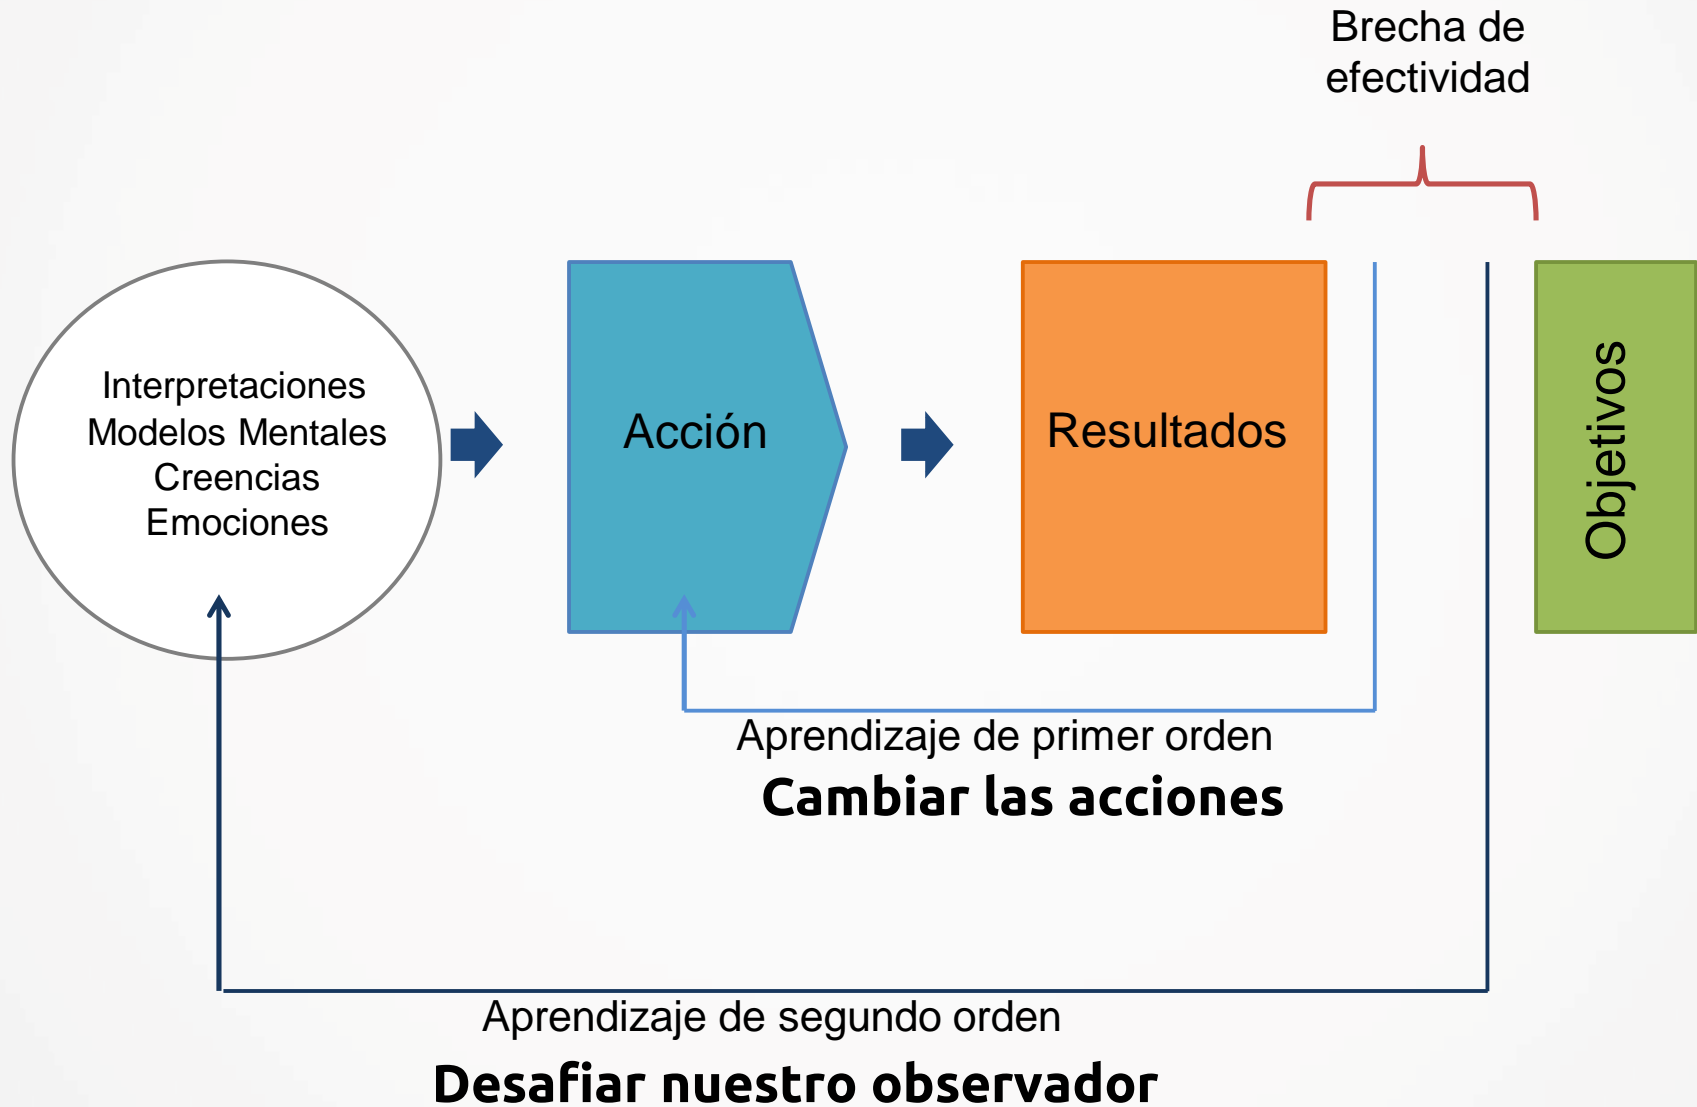 Brecha de
efectividad
Interpretaciones
Modelos Mentales
Creencias
Emociones
Acción
Resultados
Objetivos
Aprendizaje de primer orden
Cambiar las acciones
Aprendizaje de segundo orden
Desafiar nuestro observador